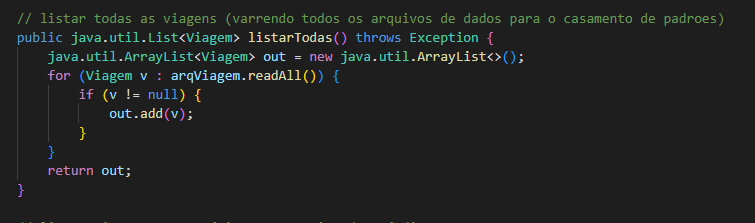 // listar todas as viagens (varrendo todos os arquivos de dados para o casamento de padroes)
public java.util.List<Viagem> listarTodas() throws Exception {
    java.util.ArrayList<Viagem> out = new java.util.ArrayList<>();
    for (Viagem v : arqViagem.readAll()) {
        if (v != null) {
            out.add(v);
        }
    }
    return out;
}